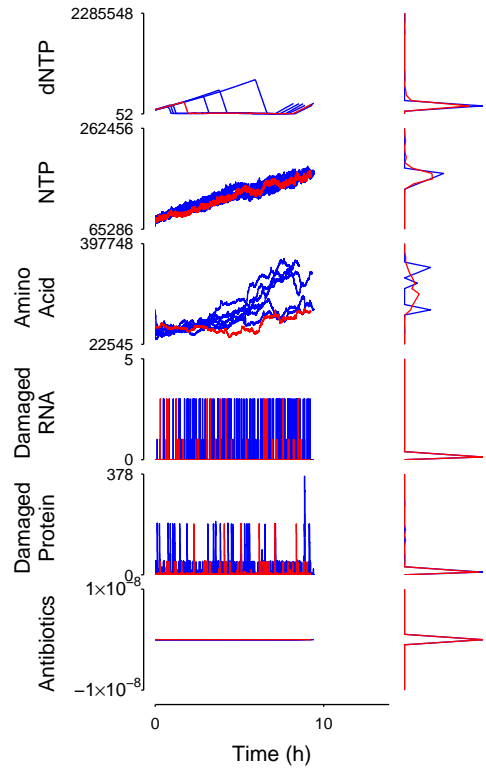 2285548
dNTP
52
262456
NTP
65286
397748
Amino
Acid
22545
5
Damaged
RNA
0
378
Damaged
Protein
0
1×10⁻⁸
Antibiotics
−1×10⁻⁸
0 10
Time (h)